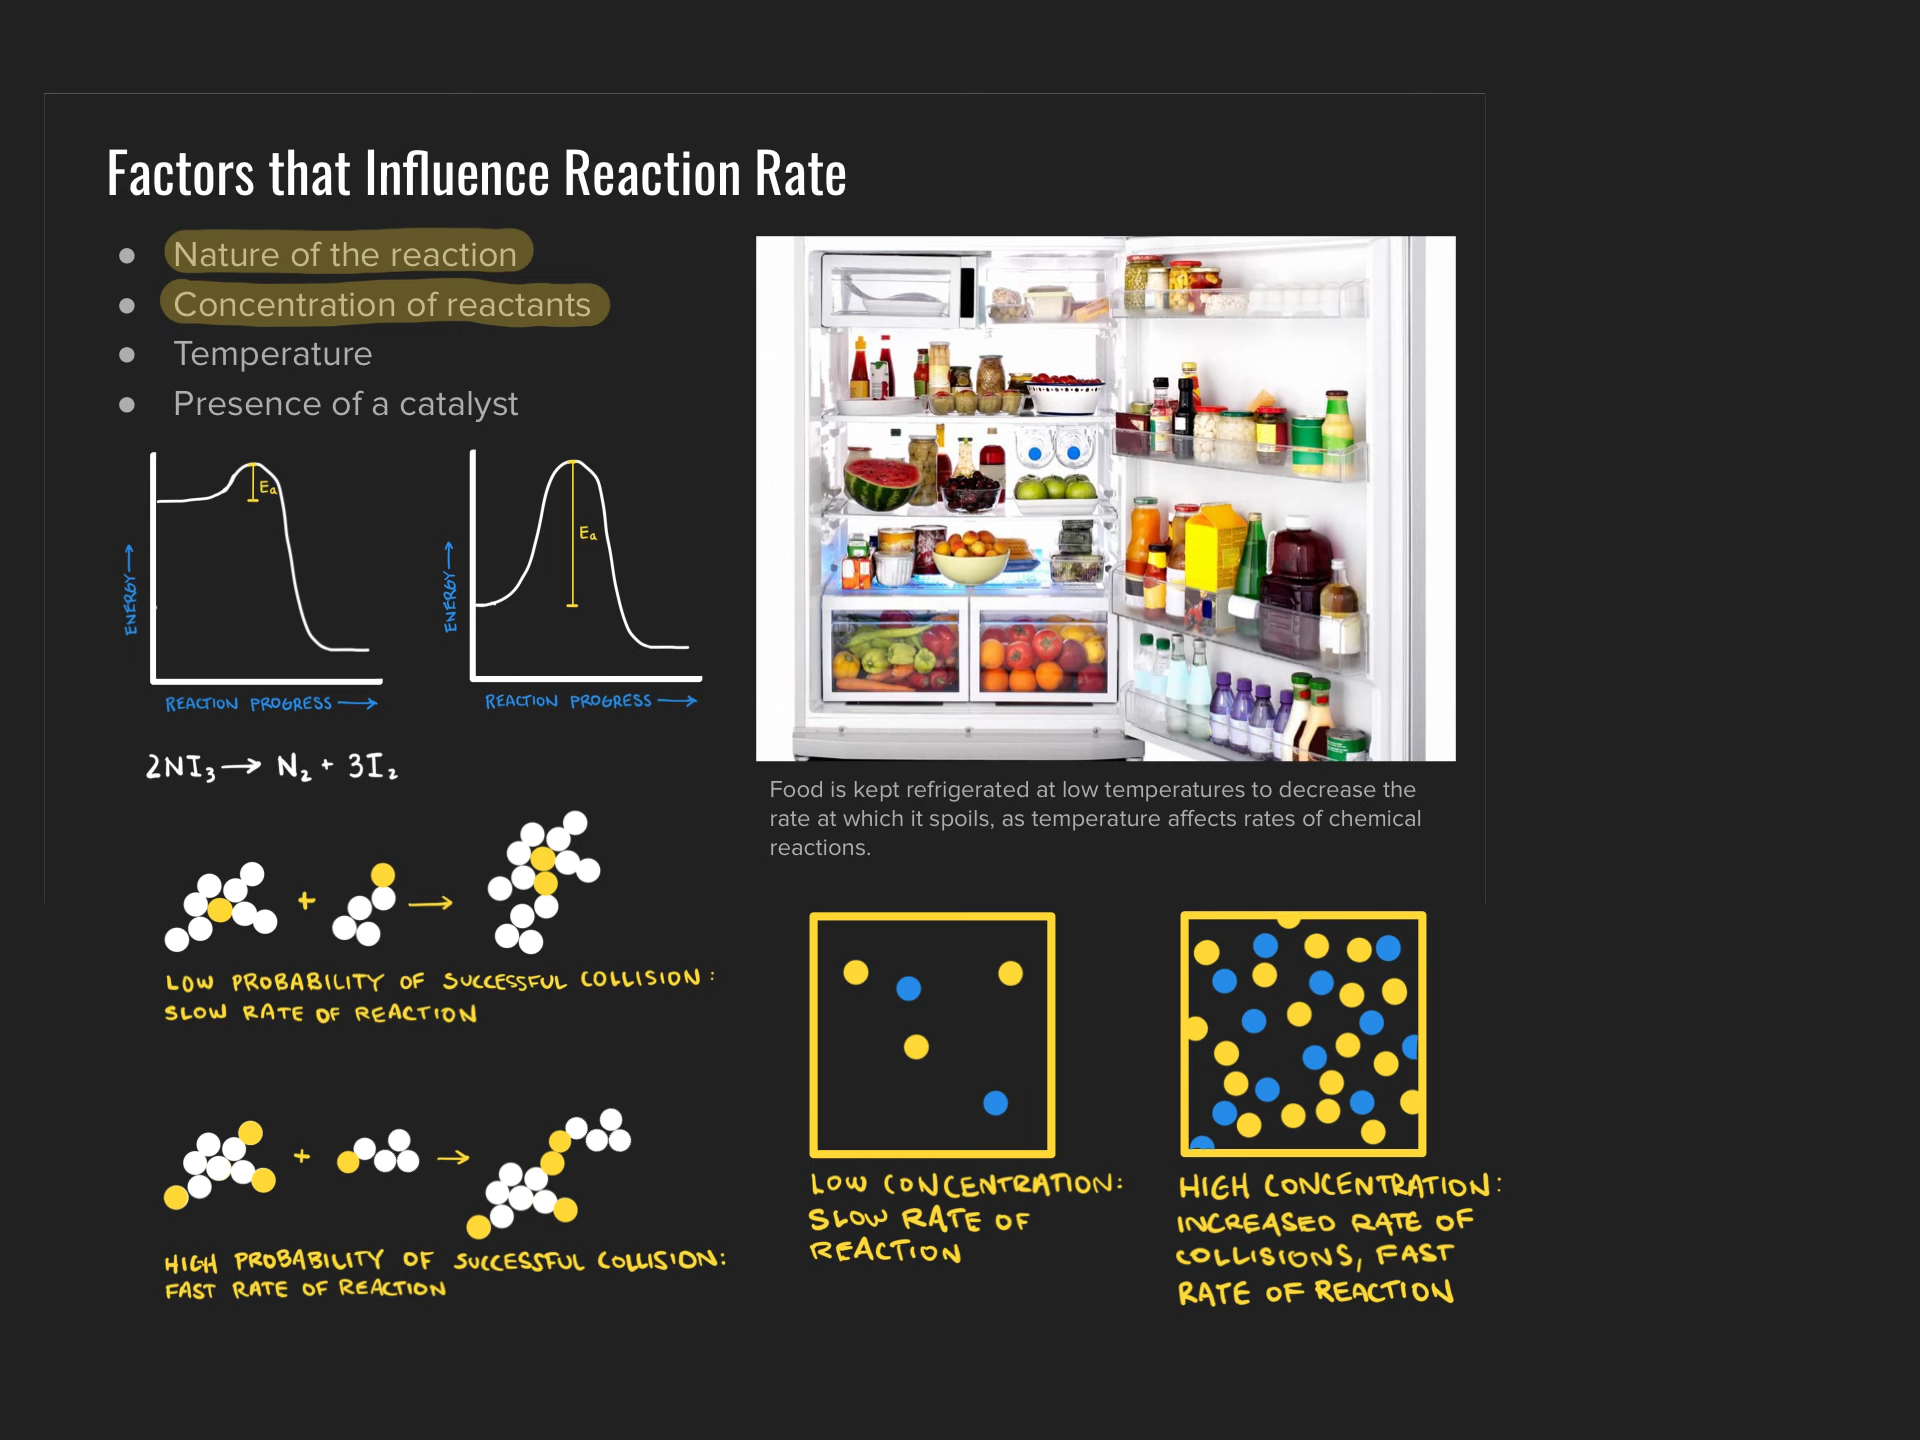 Factors that Influence Reaction Rate
● Nature of the reaction
● Concentration of reactants
● Temperature
● Presence of a catalyst
Ea
ENERGY →
REACTION PROGRESS →
Ea
ENERGY →
REACTION PROGRESS →
2NI₃ → N₂ + 3I₂
Food is kept refrigerated at low temperatures to decrease the
rate at which it spoils, as temperature affects rates of chemical
reactions.
+ →
LOW PROBABILITY OF SUCCESSFUL COLLISION:
SLOW RATE OF REACTION
+ →
HIGH PROBABILITY OF SUCCESSFUL COLLISION:
FAST RATE OF REACTION
LOW CONCENTRATION:
SLOW RATE OF
REACTION
HIGH CONCENTRATION:
INCREASED RATE OF
COLLISIONS, FAST
RATE OF REACTION